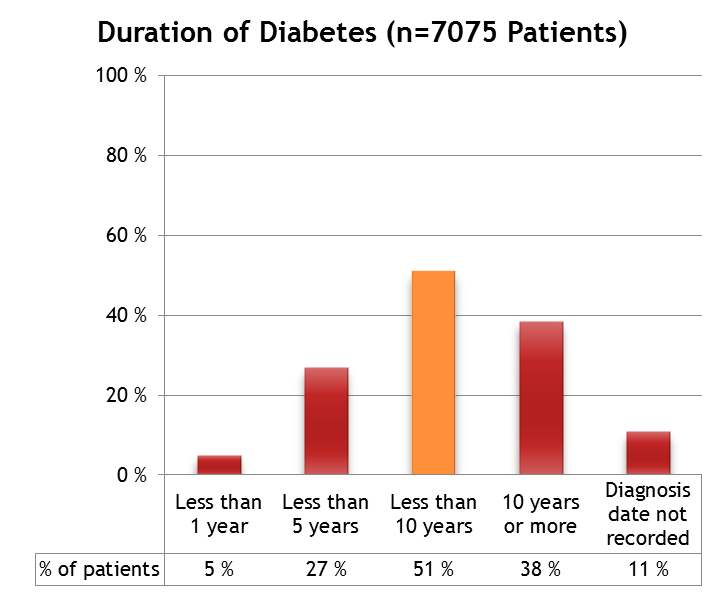 Duration of Diabetes (n=7075 Patients)
100 %
80 %
60 %
40 %
20 %
0 %
Less than
1 year
Less than
5 years
Less than
10 years
10 years
or more
Diagnosis
date not
recorded
% of patients 5 % 27 % 51 % 38 % 11 %